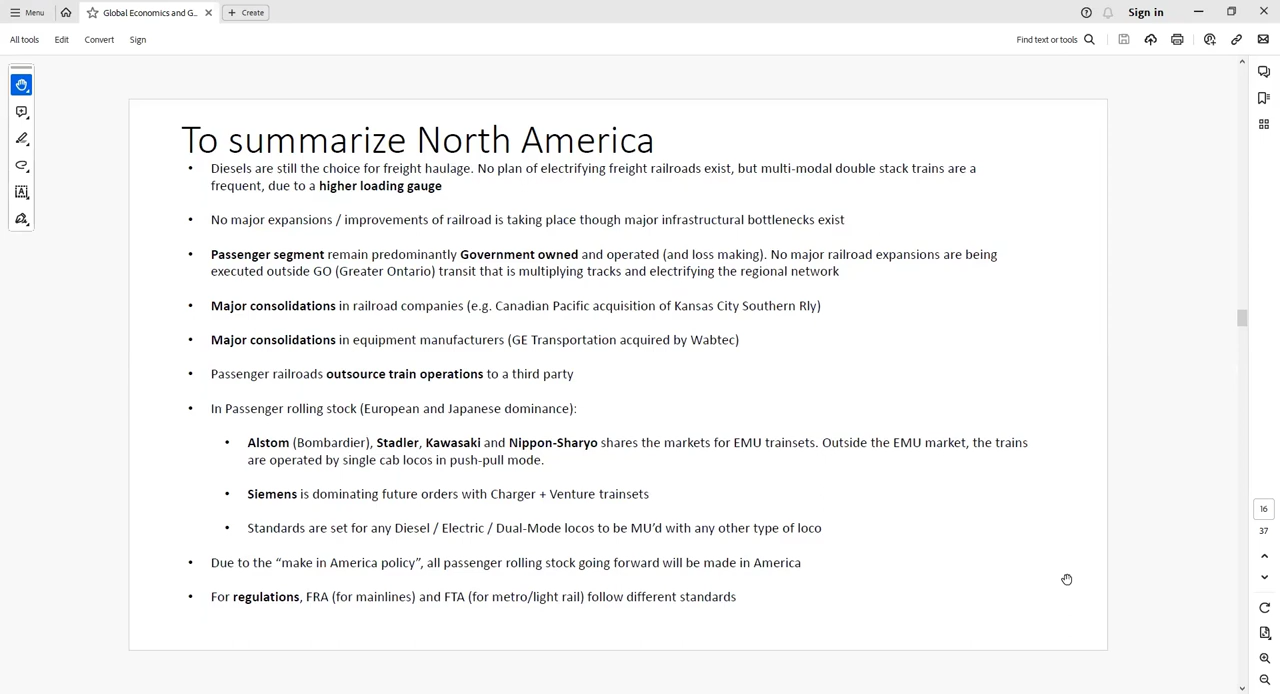 Menu
Global Economics and G...
Create
Sign in
All tools
Edit
Convert
Sign
Find text or tools
To summarize North America
• Diesels are still the choice for freight haulage. No plan of electrifying freight railroads exist, but multi-modal double stack trains are a
frequent, due to a higher loading gauge
• No major expansions / improvements of railroad is taking place though major infrastructural bottlenecks exist
• Passenger segment remain predominantly Government owned and operated (and loss making). No major railroad expansions are being
executed outside GO (Greater Ontario) transit that is multiplying tracks and electrifying the regional network
• Major consolidations in railroad companies (e.g. Canadian Pacific acquisition of Kansas City Southern Rly)
• Major consolidations in equipment manufacturers (GE Transportation acquired by Wabtec)
• Passenger railroads outsource train operations to a third party
• In Passenger rolling stock (European and Japanese dominance):
• Alstom (Bombardier), Stadler, Kawasaki and Nippon-Sharyo shares the markets for EMU trainsets. Outside the EMU market, the trains
are operated by single cab locos in push-pull mode.
• Siemens is dominating future orders with Charger + Venture trainsets
• Standards are set for any Diesel / Electric / Dual-Mode locos to be MU’d with any other type of loco
• Due to the “make in America policy”, all passenger rolling stock going forward will be made in America
• For regulations, FRA (for mainlines) and FTA (for metro/light rail) follow different standards
16
37